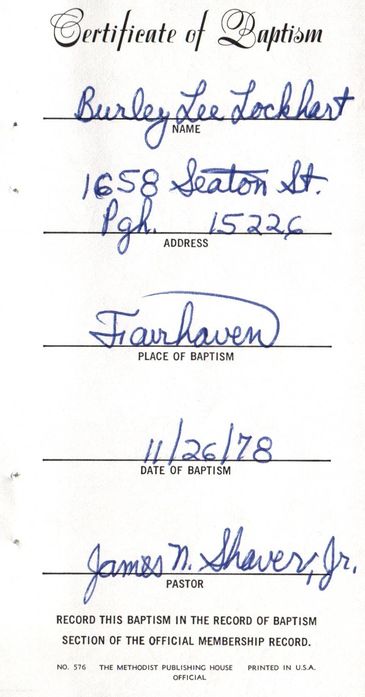 Certificate of Baptism
Burley Lee Lockhart
NAME
1658 Seaton St.
Pgh. 15226
ADDRESS
Fairhaven
PLACE OF BAPTISM
11/26/78
DATE OF BAPTISM
James N. Shaver, Jr.
PASTOR
RECORD THIS BAPTISM IN THE RECORD OF BAPTISM
SECTION OF THE OFFICIAL MEMBERSHIP RECORD.
NO. 576 THE METHODIST PUBLISHING HOUSE PRINTED IN U.S.A.
OFFICIAL